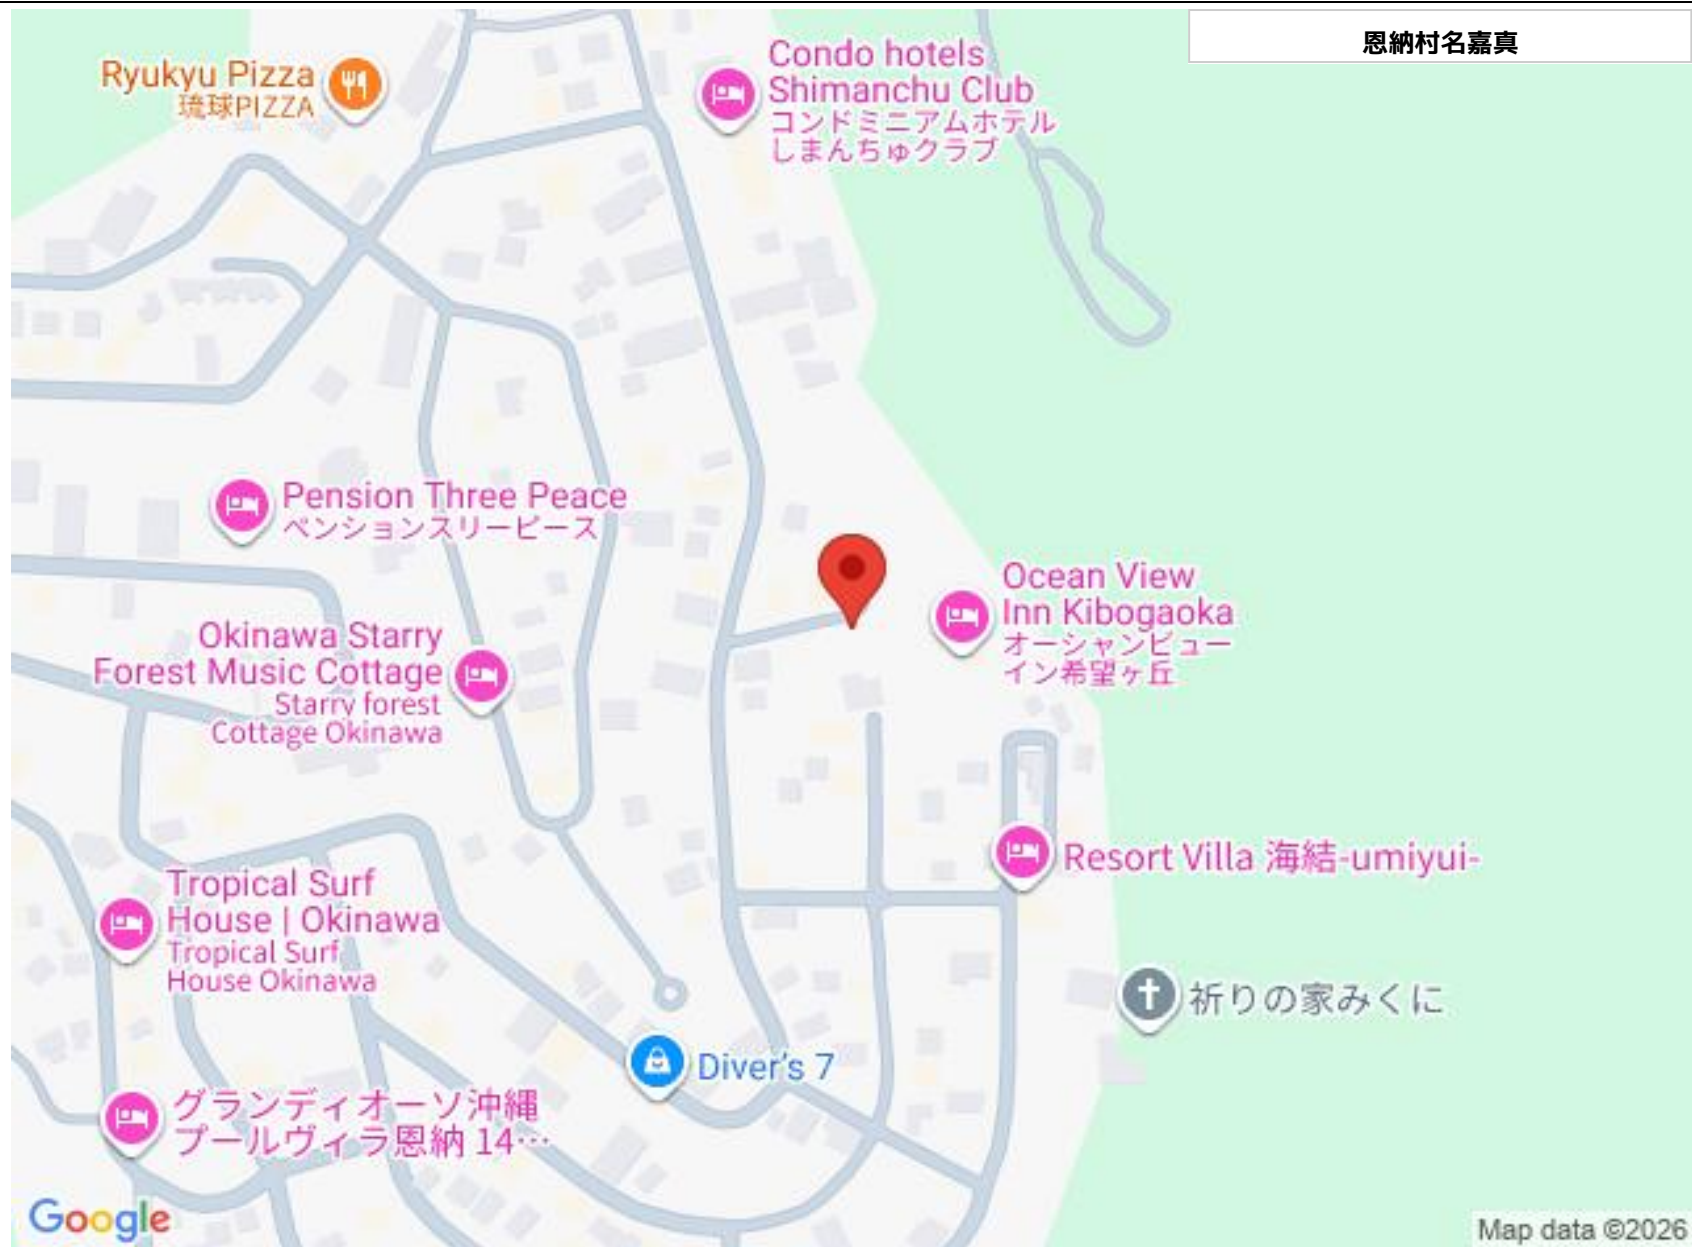 恩納村名嘉真
Ryukyu Pizza
琉球PIZZA
Condo hotels
Shimanchu Club
コンドミニアムホテル
しまんちゅクラブ
Pension Three Peace
ペンションスリーピース
Ocean View
Inn Kibogaoka
オーシャンビュー
イン希望ヶ丘
Okinawa Starry
Forest Music Cottage
Starry forest
Cottage Okinawa
Resort Villa 海結-umiyui-
Tropical Surf
House | Okinawa
Tropical Surf
House Okinawa
祈りの家みくに
Diver's 7
グランディオーソ沖縄
プールヴィラ恩納 14…
Google
Map data ©2026